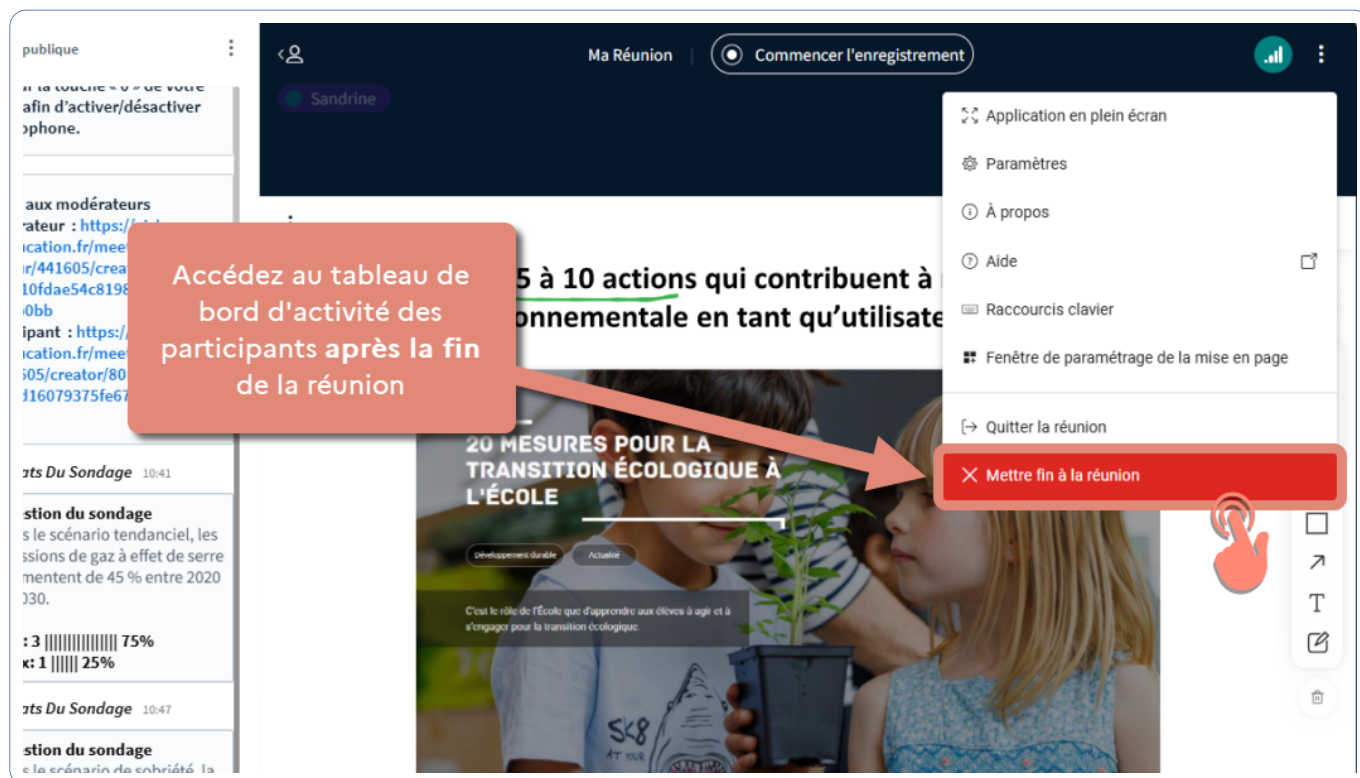 publique
Ma Réunion
Commencer l'enregistrement
Sandrine
la touche « 0 » de votre
afin d'activer/désactiver
ophone.
aux modérateurs
rateur : https://
ication.fr/meet
ir/441605/crea
10fdae54c8198
0bb
ipant : https://
ication.fr/mee
505/creator/80
d16079375fe67
ats Du Sondage 10:41
stion du sondage
s le scénario tendanciel, les
ssions de gaz à effet de serre
mentent de 45 % entre 2020
030.
: 3 |||||||||||||| 75%
x: 1 ||||| 25%
ats Du Sondage 10:47
stion du sondage
s le scénario de sobriété, la
Accédez au tableau de
bord d'activité des
participants après la fin
de la réunion
5 à 10 actions qui contribuent à
onnementale en tant qu'utilisate
20 MESURES POUR LA
TRANSITION ÉCOLOGIQUE À
L'ÉCOLE
Développement durable
Actualité
C'est le rôle de l'École que d'apprendre aux élèves à agir et à
s'engager pour la transition écologique.
SK8
AT YOUR
Application en plein écran
Paramètres
À propos
Aide
Raccourcis clavier
Fenêtre de paramétrage de la mise en page
Quitter la réunion
Mettre fin à la réunion
T